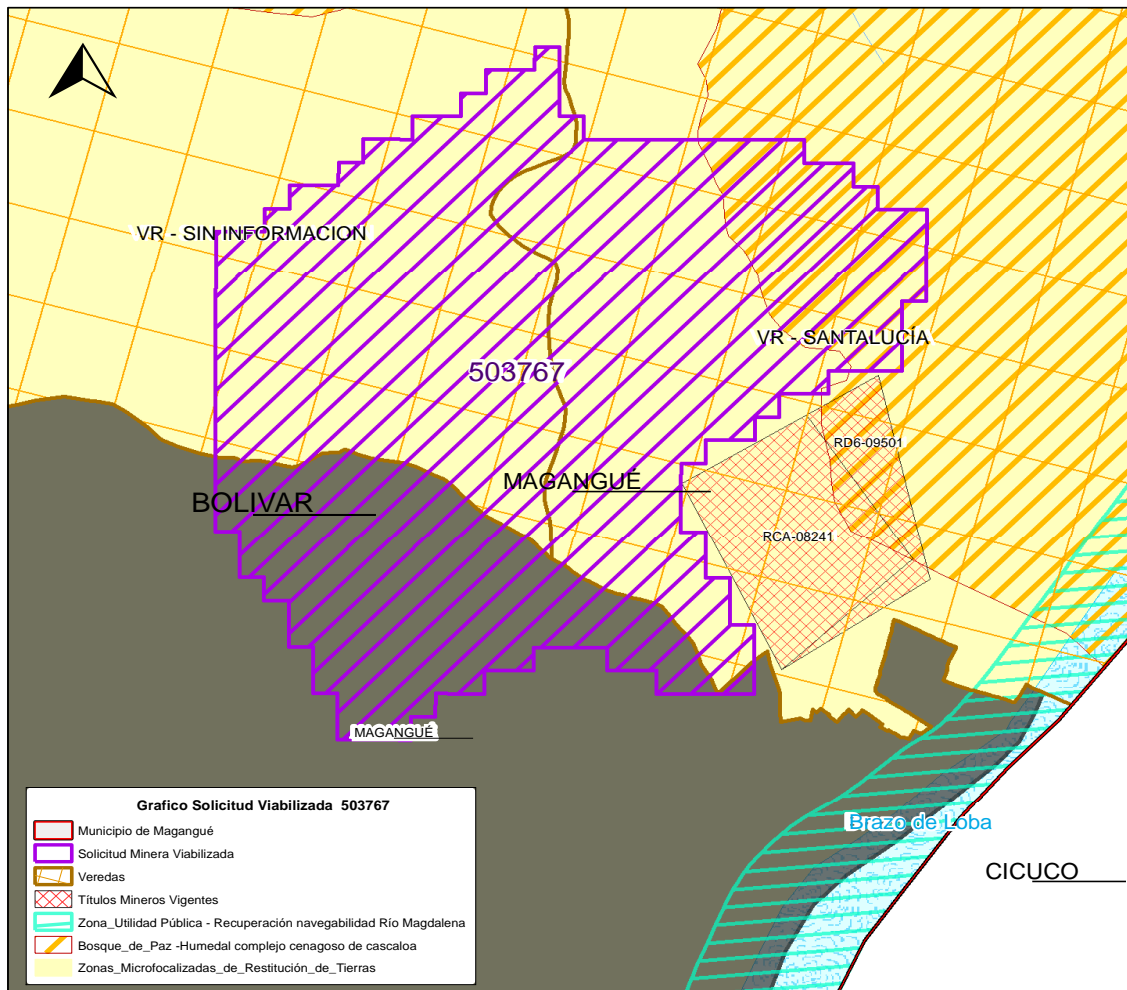 VR - SIN INFORMACION
VR - SANTALUCÍA
503767
RD6-09501
MAGANGUÉ
BOLIVAR
RCA-08241
MAGANGUÉ
Brazo de Loba
CICUCO
Grafico Solicitud Viabilizada 503767
Municipio de Magangué
Solicitud Minera Viabilizada
Veredas
Títulos Mineros Vigentes
Zona_Utilidad Pública - Recuperación navegabilidad Río Magdalena
Bosque_de_Paz -Humedal complejo cenagoso de cascaloa
Zonas_Microfocalizadas_de_Restitución_de_Tierras